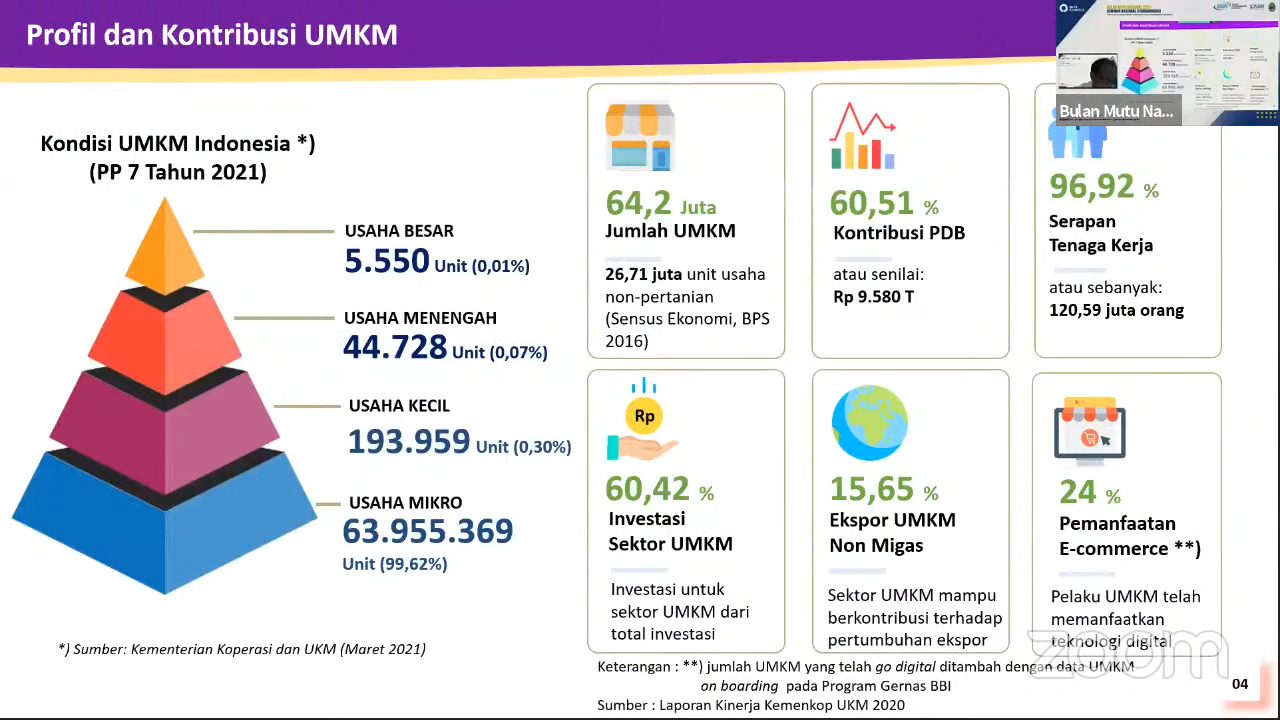 Profil dan Kontribusi UMKM
Bulan Mutu Na...
Kondisi UMKM Indonesia *)
(PP 7 Tahun 2021)
USAHA BESAR
5.550 Unit (0,01%)
USAHA MENENGAH
44.728 Unit (0,07%)
USAHA KECIL
193.959 Unit (0,30%)
USAHA MIKRO
63.955.369
Unit (99,62%)
*) Sumber: Kementerian Koperasi dan UKM (Maret 2021)
64,2 Juta
Jumlah UMKM
26,71 juta unit usaha
non-pertanian
(Sensus Ekonomi, BPS
2016)
60,51 %
Kontribusi PDB
atau senilai:
Rp 9.580 T
96,92 %
Serapan
Tenaga Kerja
atau sebanyak:
120,59 juta orang
Rp
60,42 %
Investasi
Sektor UMKM
Investasi untuk
sektor UMKM dari
total investasi
15,65 %
Ekspor UMKM
Non Migas
Sektor UMKM mampu
berkontribusi terhadap
pertumbuhan ekspor
24 %
Pemanfaatan
E-commerce **)
Pelaku UMKM telah
memanfaatkan
teknologi digital
zoom
Keterangan : **) jumlah UMKM yang telah go digital ditambah dengan data UMKM
on boarding pada Program Gernas BBI
Sumber : Laporan Kinerja Kemenkop UKM 2020
04